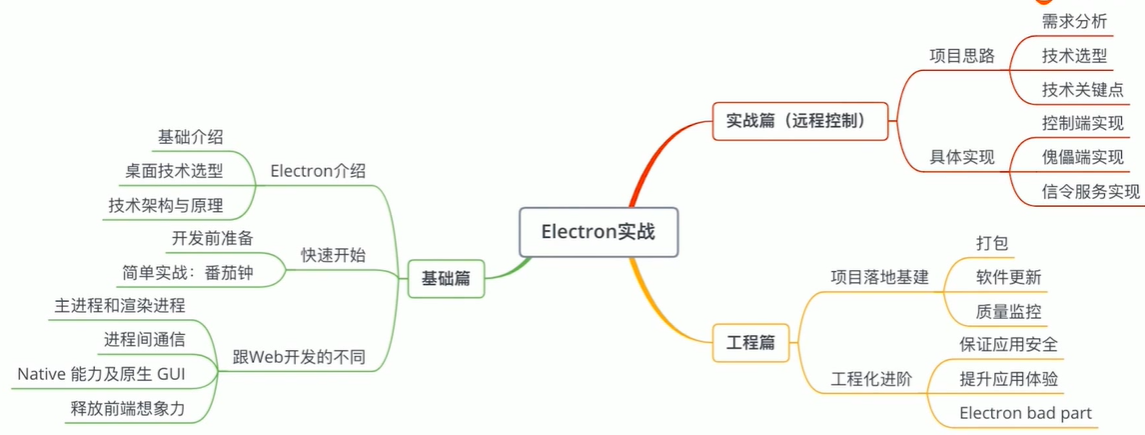 Electron实战
基础篇
Electron介绍
基础介绍
桌面技术选型
技术架构与原理
快速开始
开发前准备
简单实战：番茄钟
跟Web开发的不同
主进程和渲染进程
进程间通信
Native 能力及原生 GUI
释放前端想象力
实战篇（远程控制）
项目思路
需求分析
技术选型
技术关键点
具体实现
控制端实现
傀儡端实现
信令服务实现
工程篇
项目落地基建
打包
软件更新
质量监控
工程化进阶
保证应用安全
提升应用体验
Electron bad part